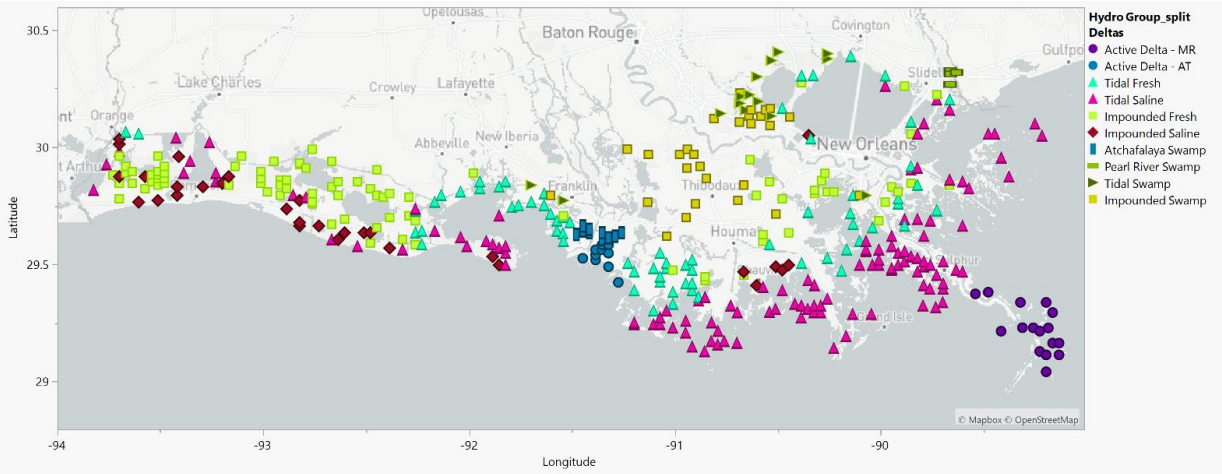 Hydro Group_split
Deltas
Active Delta - MR
Active Delta - AT
Tidal Fresh
Tidal Saline
Impounded Fresh
Impounded Saline
Atchafalaya Swamp
Pearl River Swamp
Tidal Swamp
Impounded Swamp
30.5
30
29.5
29
Latitude
Opelousas
Baton Rouge
Covington
Gulfpo
Lake Charles
Lafayette
Crowley
Slidell
Orange
Abbeville
New Iberia
New Orleans
t Arthu
Franklin
Thibodaux
Houma
lphur
nd Isle
© Mapbox © OpenStreetMap
-94
-93
-92
-91
-90
Longitude